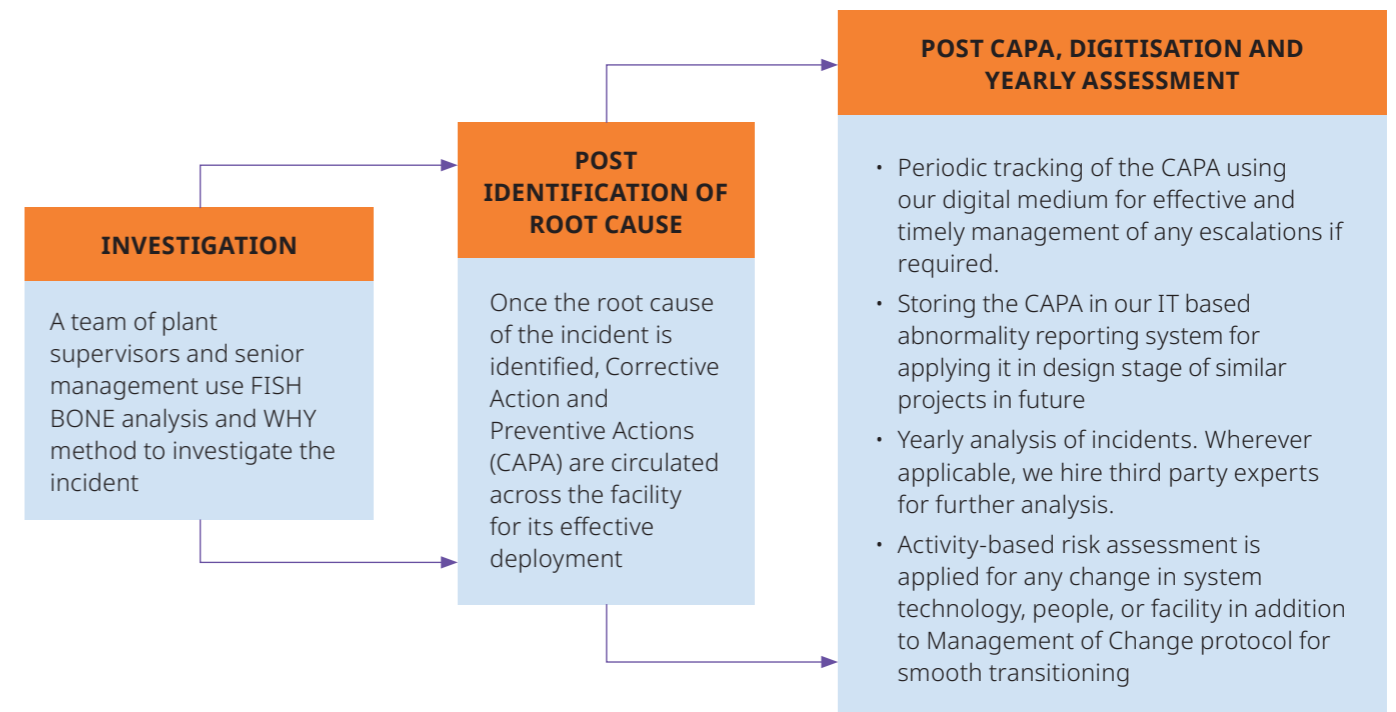 INVESTIGATION
A team of plant
supervisors and senior
management use FISH
BONE analysis and WHY
method to investigate the
incident
POST
IDENTIFICATION OF
ROOT CAUSE
Once the root cause
of the incident is
identified, Corrective
Action and
Preventive Actions
(CAPA) are circulated
across the facility
for its effective
deployment
POST CAPA, DIGITISATION AND
YEARLY ASSESSMENT
• Periodic tracking of the CAPA using
our digital medium for effective and
timely management of any escalations if
required.
• Storing the CAPA in our IT based
abnormality reporting system for
applying it in design stage of similar
projects in future
• Yearly analysis of incidents. Wherever
applicable, we hire third party experts
for further analysis.
• Activity-based risk assessment is
applied for any change in system
technology, people, or facility in addition
to Management of Change protocol for
smooth transitioning